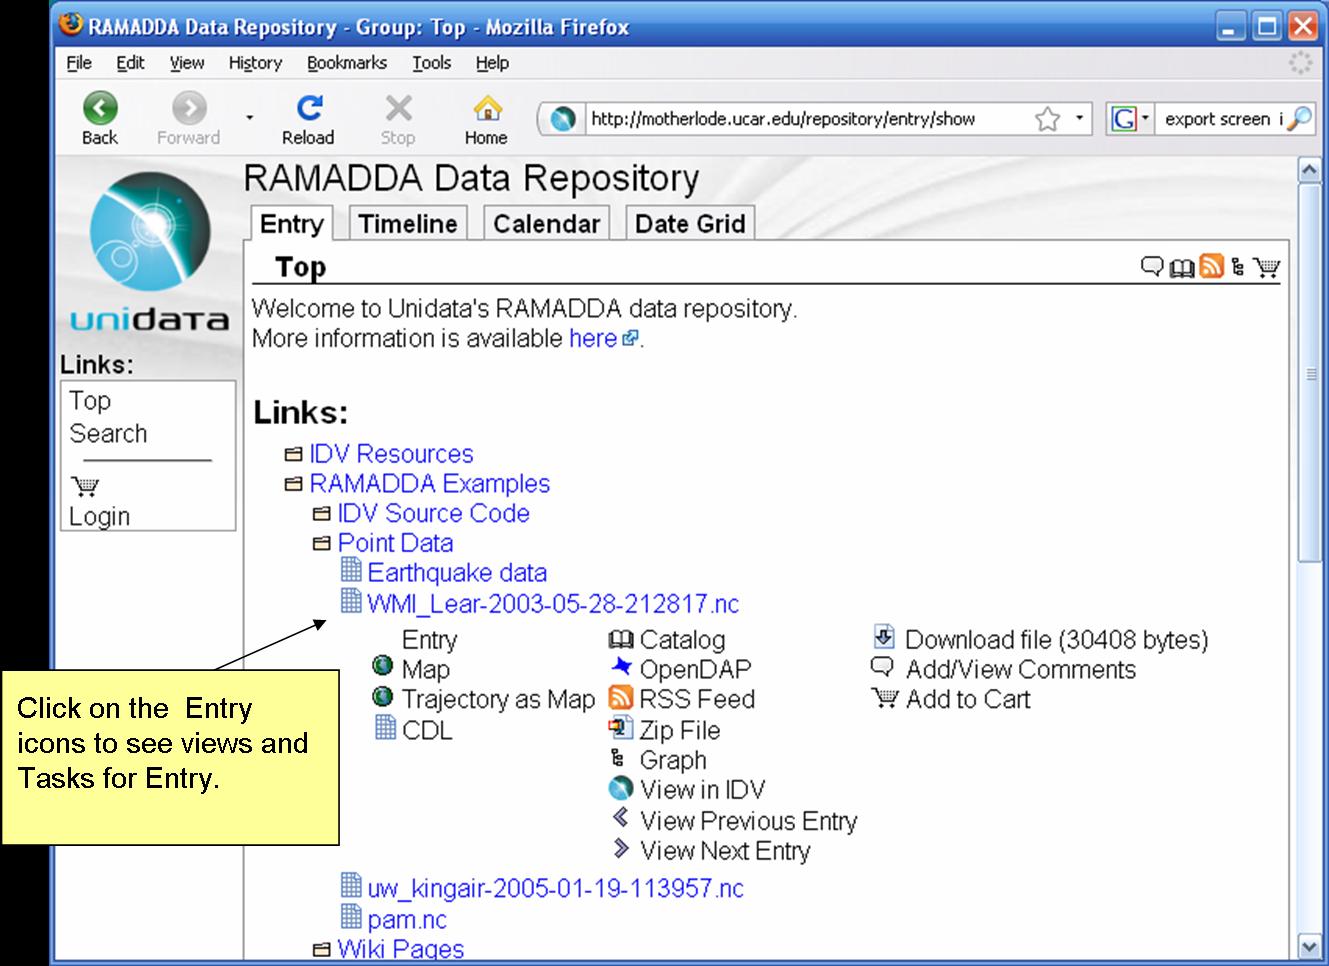 RAMADDA Data Repository - Group: Top - Mozilla Firefox
File Edit View History Bookmarks Tools Help
Back Forward Reload Stop Home
http://motherlode.ucar.edu/repository/entry/show
G export screen i
RAMADDA Data Repository
Entry Timeline Calendar Date Grid
Top
unidata
Welcome to Unidata's RAMADDA data repository.
More information is available here.
Links:
Top
Search
Login
Links:
IDV Resources
RAMADDA Examples
IDV Source Code
Point Data
Earthquake data
WMI_Lear-2003-05-28-212817.nc
Entry Catalog Download file (30408 bytes)
Map OpenDAP Add/View Comments
Trajectory as Map RSS Feed Add to Cart
CDL Zip File
Graph
View in IDV
View Previous Entry
View Next Entry
uw_kingair-2005-01-19-113957.nc
pam.nc
Wiki Pages
Click on the Entry
icons to see views and
Tasks for Entry.